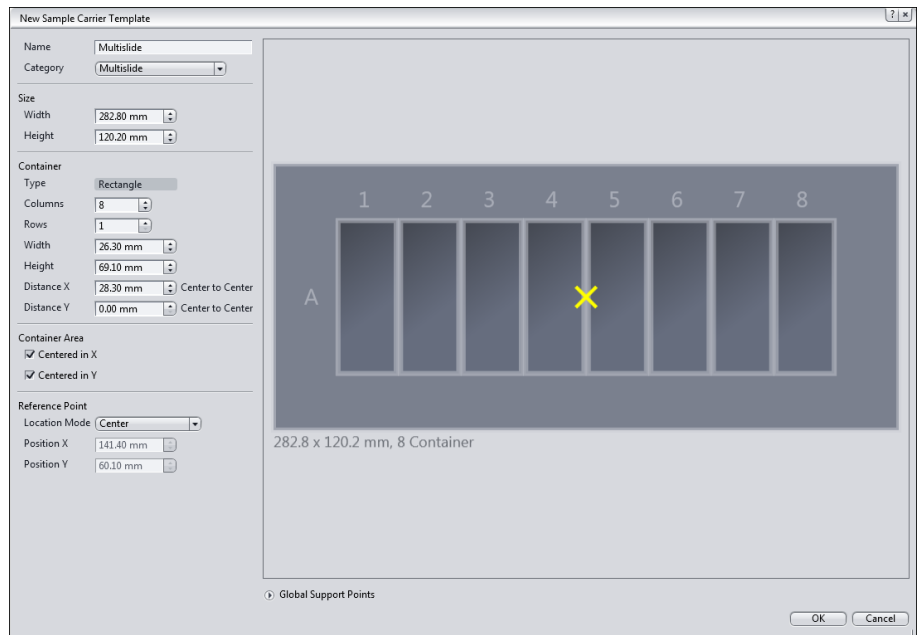 New Sample Carrier Template
? ×
Name Multislide
Category Multislide
Size
Width 282.80 mm
Height 120.20 mm
Container
Type Rectangle
Columns 8
Rows 1
Width 26.30 mm
Height 69.10 mm
Distance X 28.30 mm Center to Center
Distance Y 0.00 mm Center to Center
Container Area
Centered in X
Centered in Y
Reference Point
Location Mode Center
Position X 141.40 mm
Position Y 60.10 mm
1 2 3 4 5 6 7 8
A
282.8 x 120.2 mm, 8 Container
Global Support Points
OK Cancel